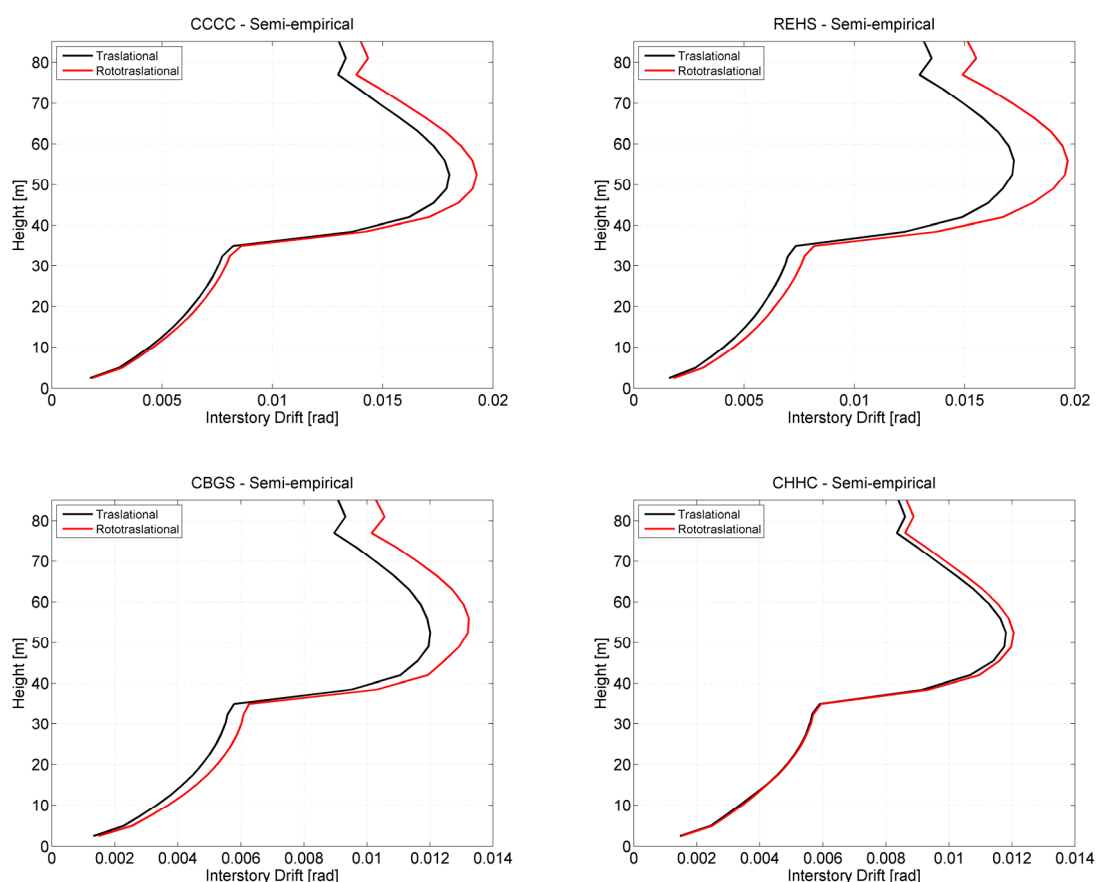 CCCC - Semi-empirical
Traslational
Rototraslational
80
70
60
50
40
30
20
10
0
Height [m]
0 0.005 0.01 0.015 0.02
Interstory Drift [rad]
REHS - Semi-empirical
Traslational
Rototraslational
80
70
60
50
40
30
20
10
0
Height [m]
0 0.005 0.01 0.015 0.02
Interstory Drift [rad]
CBGS - Semi-empirical
Traslational
Rototraslational
80
70
60
50
40
30
20
10
0
Height [m]
0 0.002 0.004 0.006 0.008 0.01 0.012 0.014
Interstory Drift [rad]
CHHC - Semi-empirical
Traslational
Rototraslational
80
70
60
50
40
30
20
10
0
Height [m]
0 0.002 0.004 0.006 0.008 0.01 0.012 0.014
Interstory Drift [rad]